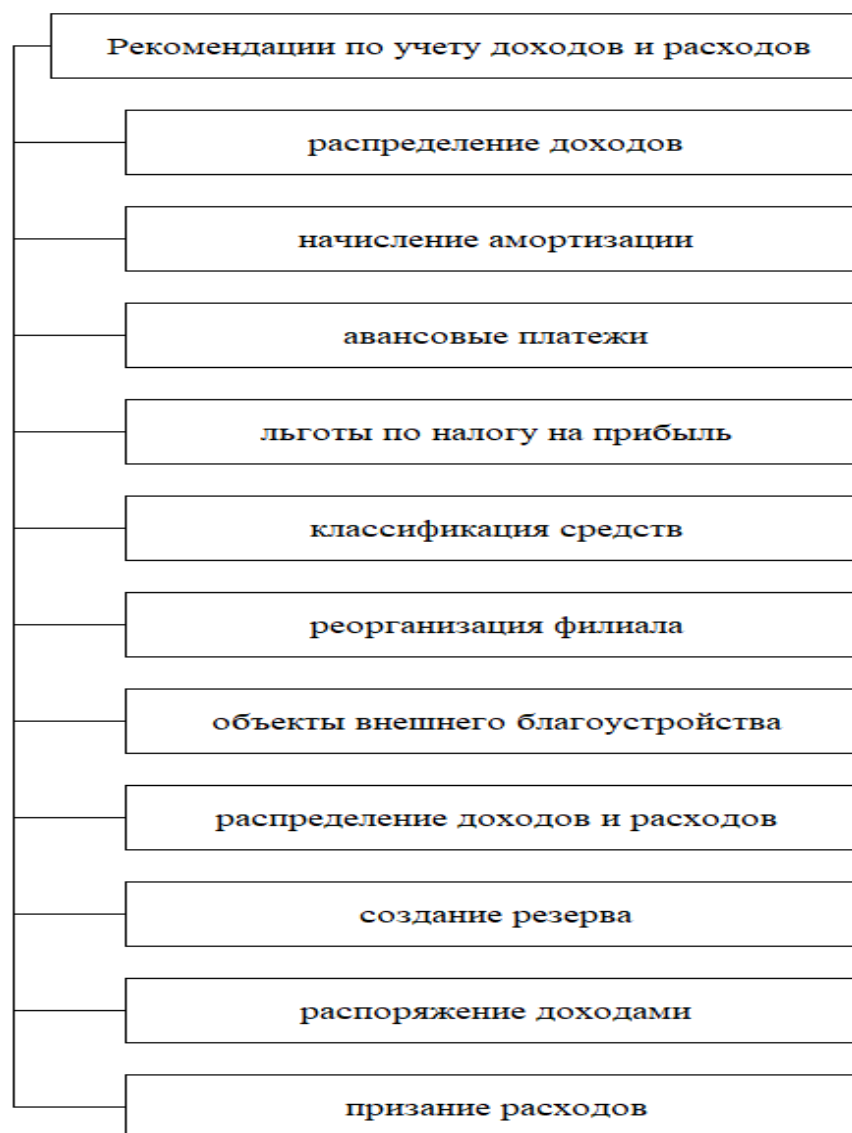 Рекомендации по учету доходов и расходов
распределение доходов
начисление амортизации
авансовые платежи
льготы по налогу на прибыль
классификация средств
реорганизация филиала
объекты внешнего благоустройства
распределение доходов и расходов
создание резерва
распоряжение доходами
призание расходов